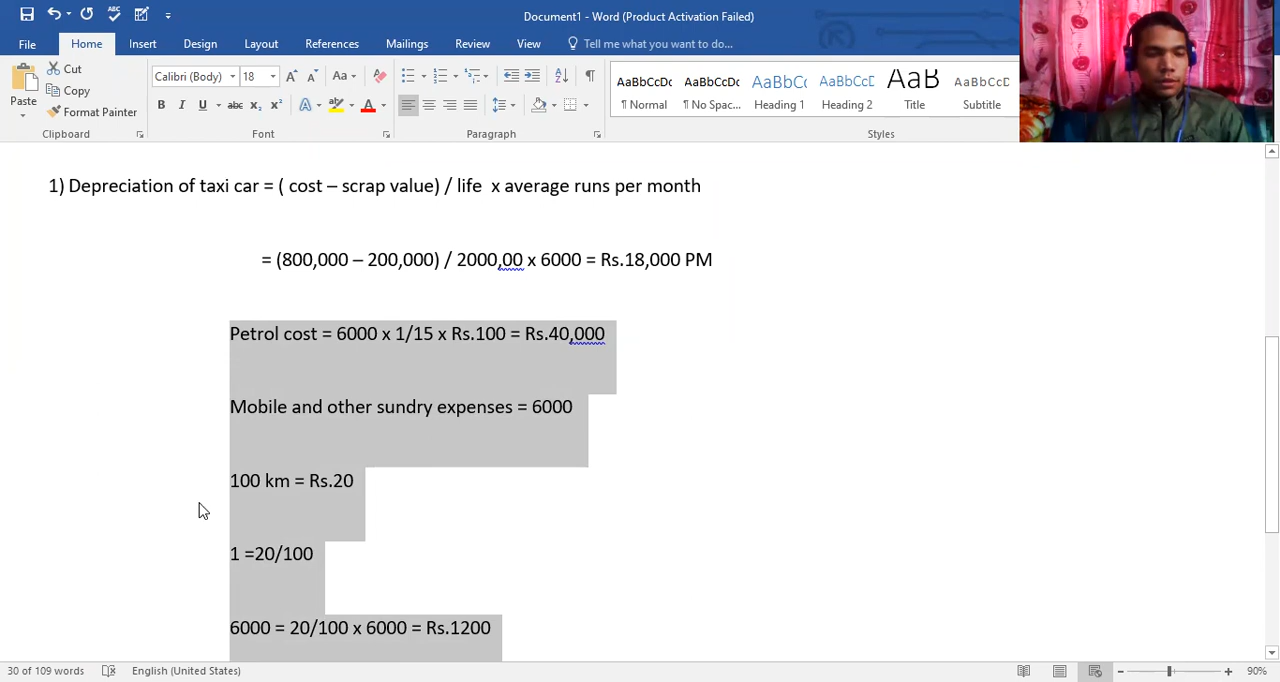 Document1 - Word (Product Activation Failed)
File Home Insert Design Layout References Mailings Review View Tell me what you want to do...
Paste Cut Copy Format Painter
Calibri (Body) 18
AaBbCcDc AaBbCcDc AaBbCc AaBbCcC AaB AaBbCcD
¶ Normal ¶ No Spac... Heading 1 Heading 2 Title Subtitle
Clipboard Font Paragraph Styles
1) Depreciation of taxi car = ( cost – scrap value) / life x average runs per month
= (800,000 – 200,000) / 2000,00 x 6000 = Rs.18,000 PM
Petrol cost = 6000 x 1/15 x Rs.100 = Rs.40,000
Mobile and other sundry expenses = 6000
100 km = Rs.20
1 =20/100
6000 = 20/100 x 6000 = Rs.1200
30 of 109 words English (United States) 90%